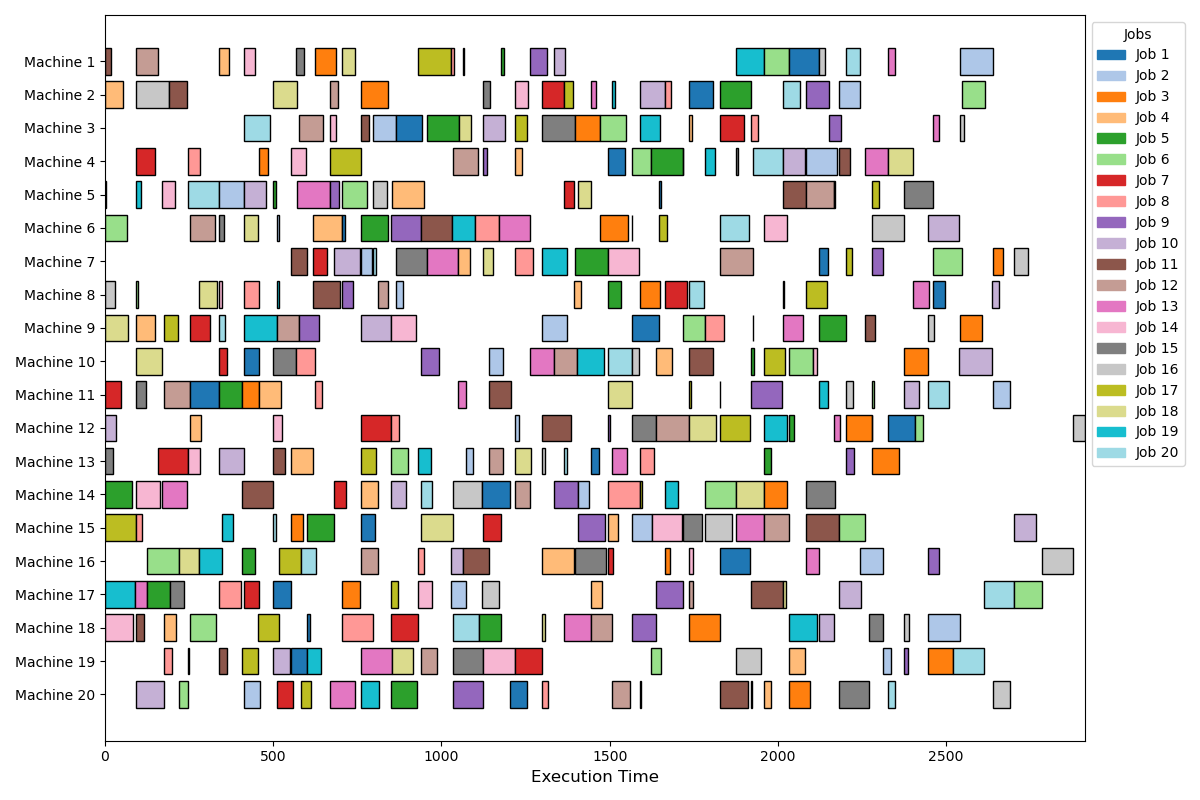 Machine 1
Machine 2
Machine 3
Machine 4
Machine 5
Machine 6
Machine 7
Machine 8
Machine 9
Machine 10
Machine 11
Machine 12
Machine 13
Machine 14
Machine 15
Machine 16
Machine 17
Machine 18
Machine 19
Machine 20
0 500 1000 1500 2000 2500
Execution Time
Jobs
Job 1
Job 2
Job 3
Job 4
Job 5
Job 6
Job 7
Job 8
Job 9
Job 10
Job 11
Job 12
Job 13
Job 14
Job 15
Job 16
Job 17
Job 18
Job 19
Job 20